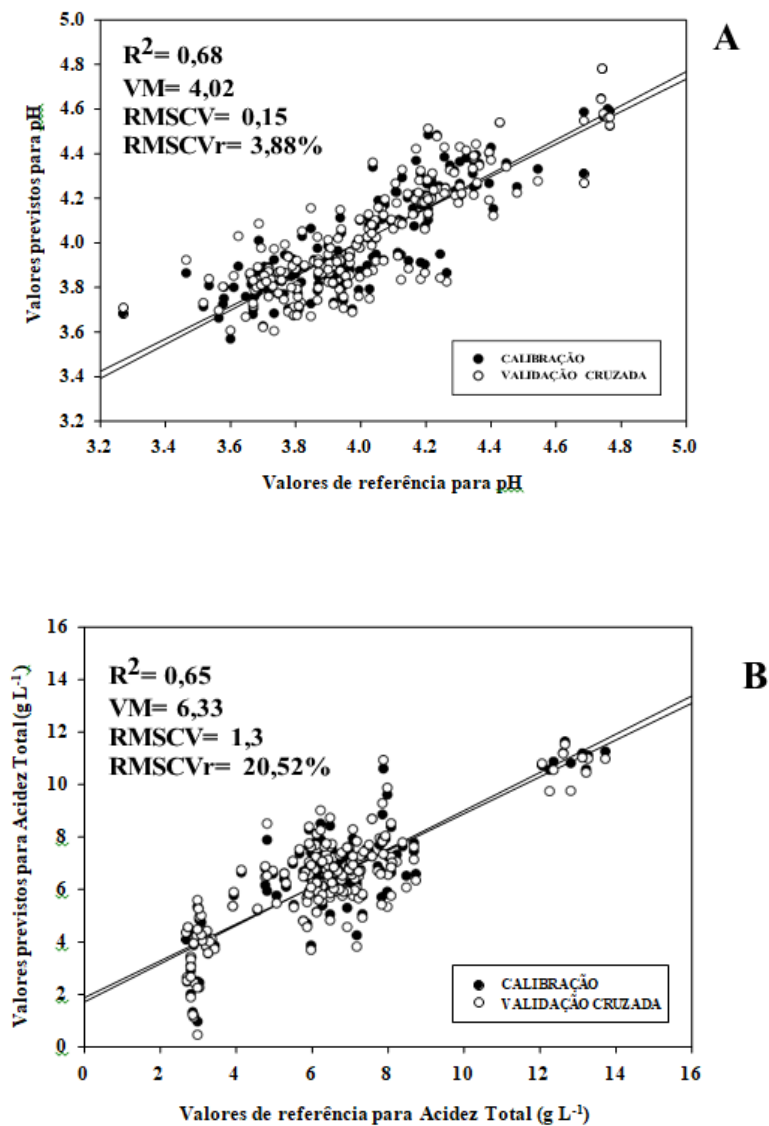 A
R2= 0,68
VM= 4,02
RMSCV= 0,15
RMSCVr= 3,88%
5.0
4.8
4.6
4.4
4.2
4.0
3.8
3.6
3.4
3.2
Valores previstos para pH
CALIBRAÇÃO
VALIDAÇÃO CRUZADA
3.2 3.4 3.6 3.8 4.0 4.2 4.4 4.6 4.8 5.0
Valores de referência para pH
B
R2= 0,65
VM= 6,33
RMSCV= 1,3
RMSCVr= 20,52%
16
14
12
10
8
6
4
2
0
Valores previstos para Acidez Total (g L-1)
CALIBRAÇÃO
VALIDAÇÃO CRUZADA
0 2 4 6 8 10 12 14 16
Valores de referência para Acidez Total (g L-1)